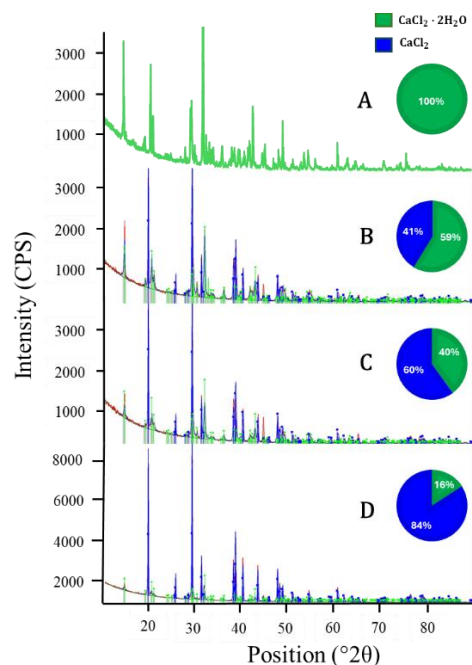 CaCl₂ · 2H₂O
CaCl₂
3000
2000
1000
A
100%
3000
2000
1000
B
41%
59%
3000
2000
1000
C
40%
60%
8000
6000
4000
2000
D
16%
84%
Intensity (CPS)
20 30 40 50 60 70 80
Position (°2θ)